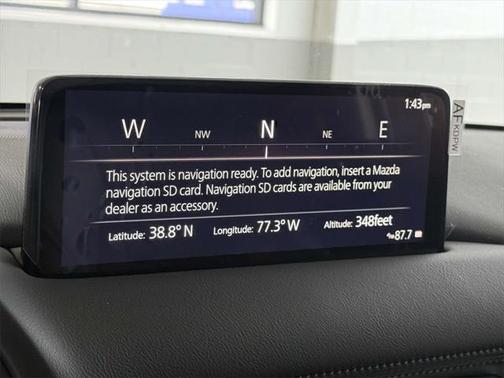 1:43pm
W NW N NE E
This system is navigation ready. To add navigation, insert a Mazda
navigation SD card. Navigation SD cards are available from your
dealer as an accessory.
Latitude: 38.8° N Longitude: 77.3° W Altitude: 348feet
87.7
AFKDPW